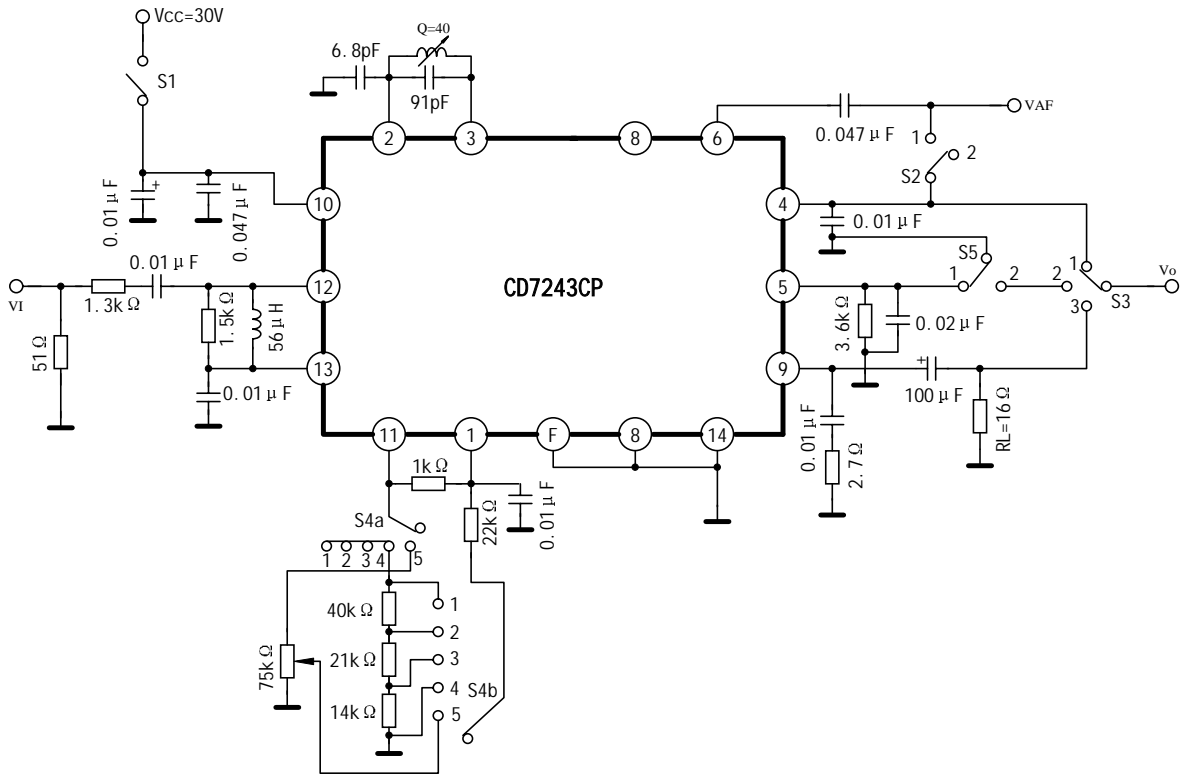 Vcc=30V
Q=40
6.8pF
S1
91pF
VAF
2 3 8 6
0.047μF
1
2
S2
0.01μF
0.047μF
10
4
0.01μF
0.01μF
S5
1
VI
1.3kΩ
12
CD7243CP
5
1 2 2
Vo
S3
3
51Ω
1.5kΩ
56μH
3.6kΩ
0.02μF
13
9
0.01μF
100μF
RL=16Ω
0.01μF
2.7Ω
11 1 F 8 14
1kΩ
S4a
22kΩ
0.01μF
1 2 3 4 5
40kΩ
1
2
75kΩ
21kΩ
3
4
S4b
14kΩ
5